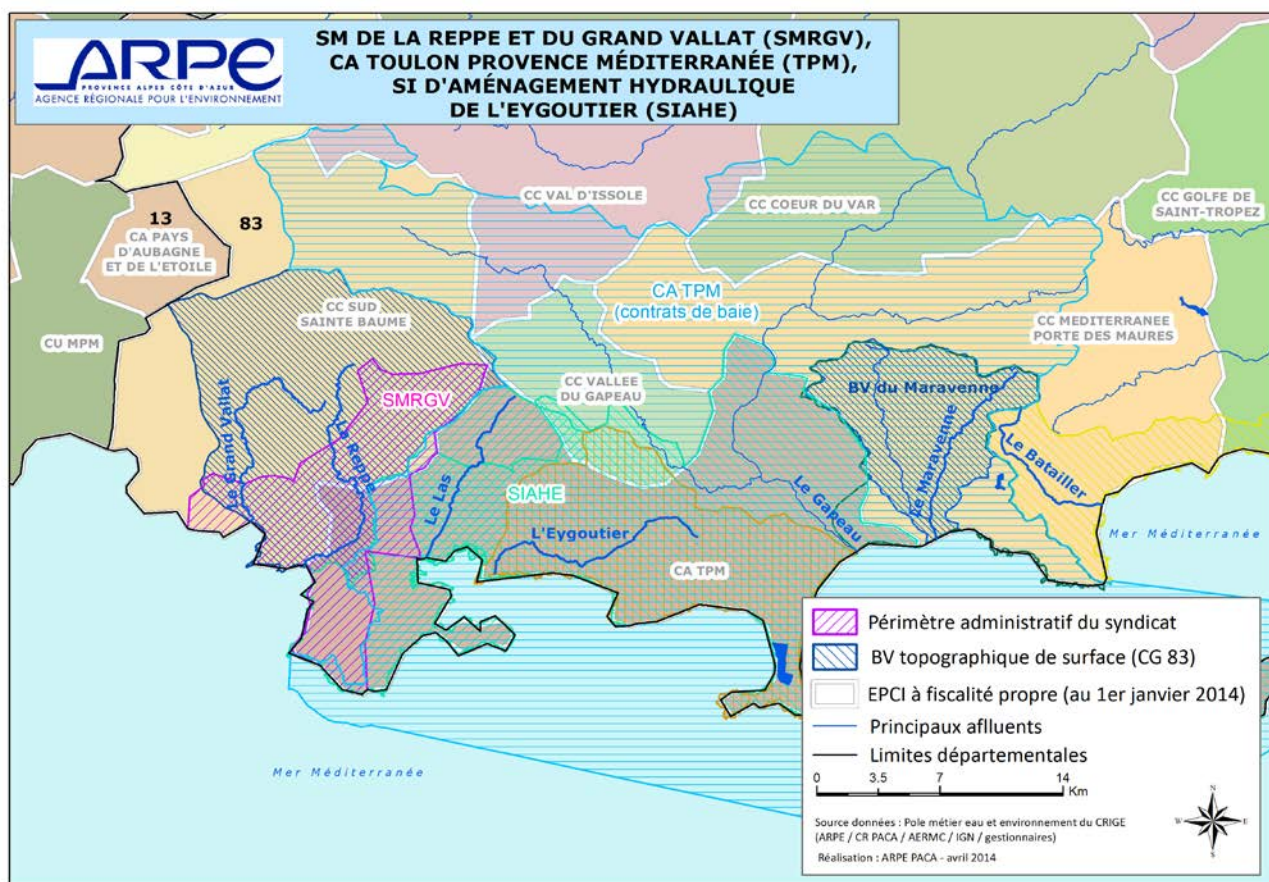 ARPE
PROVENCE ALPES CÔTE D'AZUR
AGENCE RÉGIONALE POUR L'ENVIRONNEMENT
SM DE LA REPPE ET DU GRAND VALLAT (SMRGV),
CA TOULON PROVENCE MÉDITERRANÉE (TPM),
SI D'AMÉNAGEMENT HYDRAULIQUE
DE L'EYGOUTIER (SIAHE)
CC VAL D'ISSOLE
CC COEUR DU VAR
CC GOLFE DE
SAINT-TROPEZ
13
83
CA PAYS
D'AUBAGNE
ET DE L'ETOILE
CU MPM
CC SUD
SAINTE BAUME
CA TPM
(contrats de baie)
CC MEDITERRANEE
PORTE DES MAURES
CC VALLEE
DU GAPEAU
BV du Maravenne
SMRGV
Le Grand Vallat
La Reppe
Le Las
SIAHE
L'Eygoutier
Le Gapeau
Le Maravenne
Le Batailler
CA TPM
Mer Méditerranée
Mer Méditerranée
Périmètre administratif du syndicat
BV topographique de surface (CG 83)
EPCI à fiscalité propre (au 1er janvier 2014)
Principaux aflluents
Limites départementales
0 3.5 7 14
Km
Source données : Pole métier eau et environnement du CRIGE
(ARPE / CR PACA / AERMC / IGN / gestionnaires)
Réalisation : ARPE PACA - avril 2014
N
W E
S